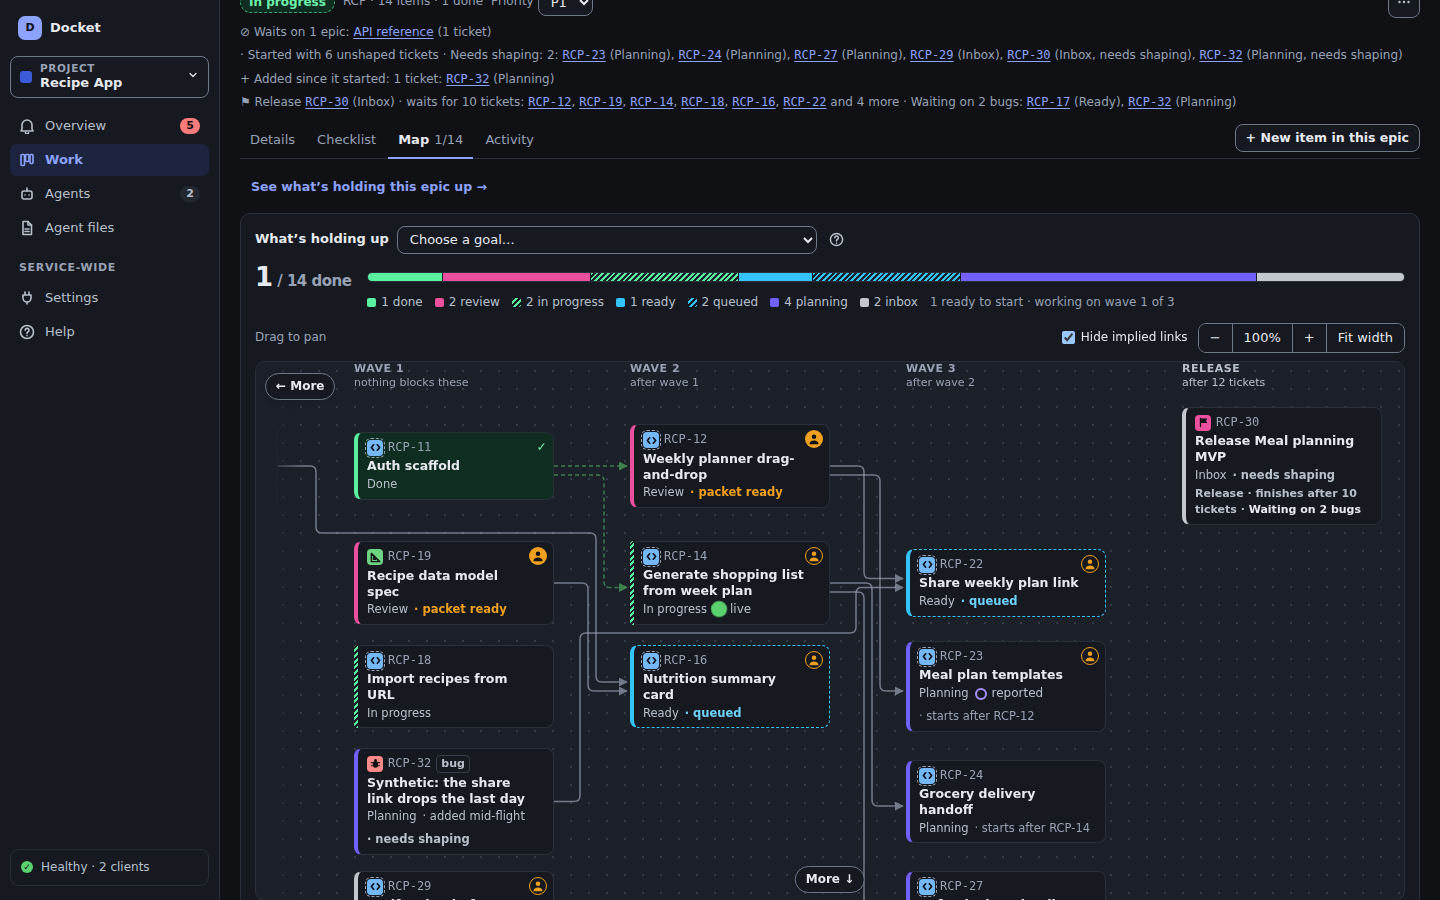 D Docket
PROJECT
Recipe App
Overview 5
Work
Agents 2
Agent files
SERVICE-WIDE
Settings
Help
Healthy · 2 clients
In progress RCP · 14 items · 1 done Priority P1
⊘ Waits on 1 epic: API reference (1 ticket)
· Started with 6 unshaped tickets · Needs shaping: 2: RCP-23 (Planning), RCP-24 (Planning), RCP-27 (Planning), RCP-29 (Inbox), RCP-30 (Inbox, needs shaping), RCP-32 (Planning, needs shaping)
+ Added since it started: 1 ticket: RCP-32 (Planning)
⚑ Release RCP-30 (Inbox) · waits for 10 tickets: RCP-12, RCP-19, RCP-14, RCP-18, RCP-16, RCP-22 and 4 more · Waiting on 2 bugs: RCP-17 (Ready), RCP-32 (Planning)
Details Checklist Map 1/14 Activity
+ New item in this epic
See what's holding this epic up →
What's holding up Choose a goal...
1 / 14 done
1 done 2 review 2 in progress 1 ready 2 queued 4 planning 2 inbox 1 ready to start · working on wave 1 of 3
Drag to pan
Hide implied links − 100% + Fit width
← More
WAVE 1
nothing blocks these
RCP-11 ✓
Auth scaffold
Done
RCP-19
Recipe data model
spec
Review · packet ready
RCP-18
Import recipes from
URL
In progress
RCP-32 bug
Synthetic: the share
link drops the last day
Planning · added mid-flight
· needs shaping
RCP-29
WAVE 2
after wave 1
RCP-12
Weekly planner drag-
and-drop
Review · packet ready
RCP-14
Generate shopping list
from week plan
In progress live
RCP-16
Nutrition summary
card
Ready · queued
More ↓
WAVE 3
after wave 2
RCP-22
Share weekly plan link
Ready · queued
RCP-23
Meal plan templates
Planning reported
· starts after RCP-12
RCP-24
Grocery delivery
handoff
Planning · starts after RCP-14
RCP-27
RELEASE
after 12 tickets
RCP-30
Release Meal planning
MVP
Inbox · needs shaping
Release · finishes after 10
tickets · Waiting on 2 bugs